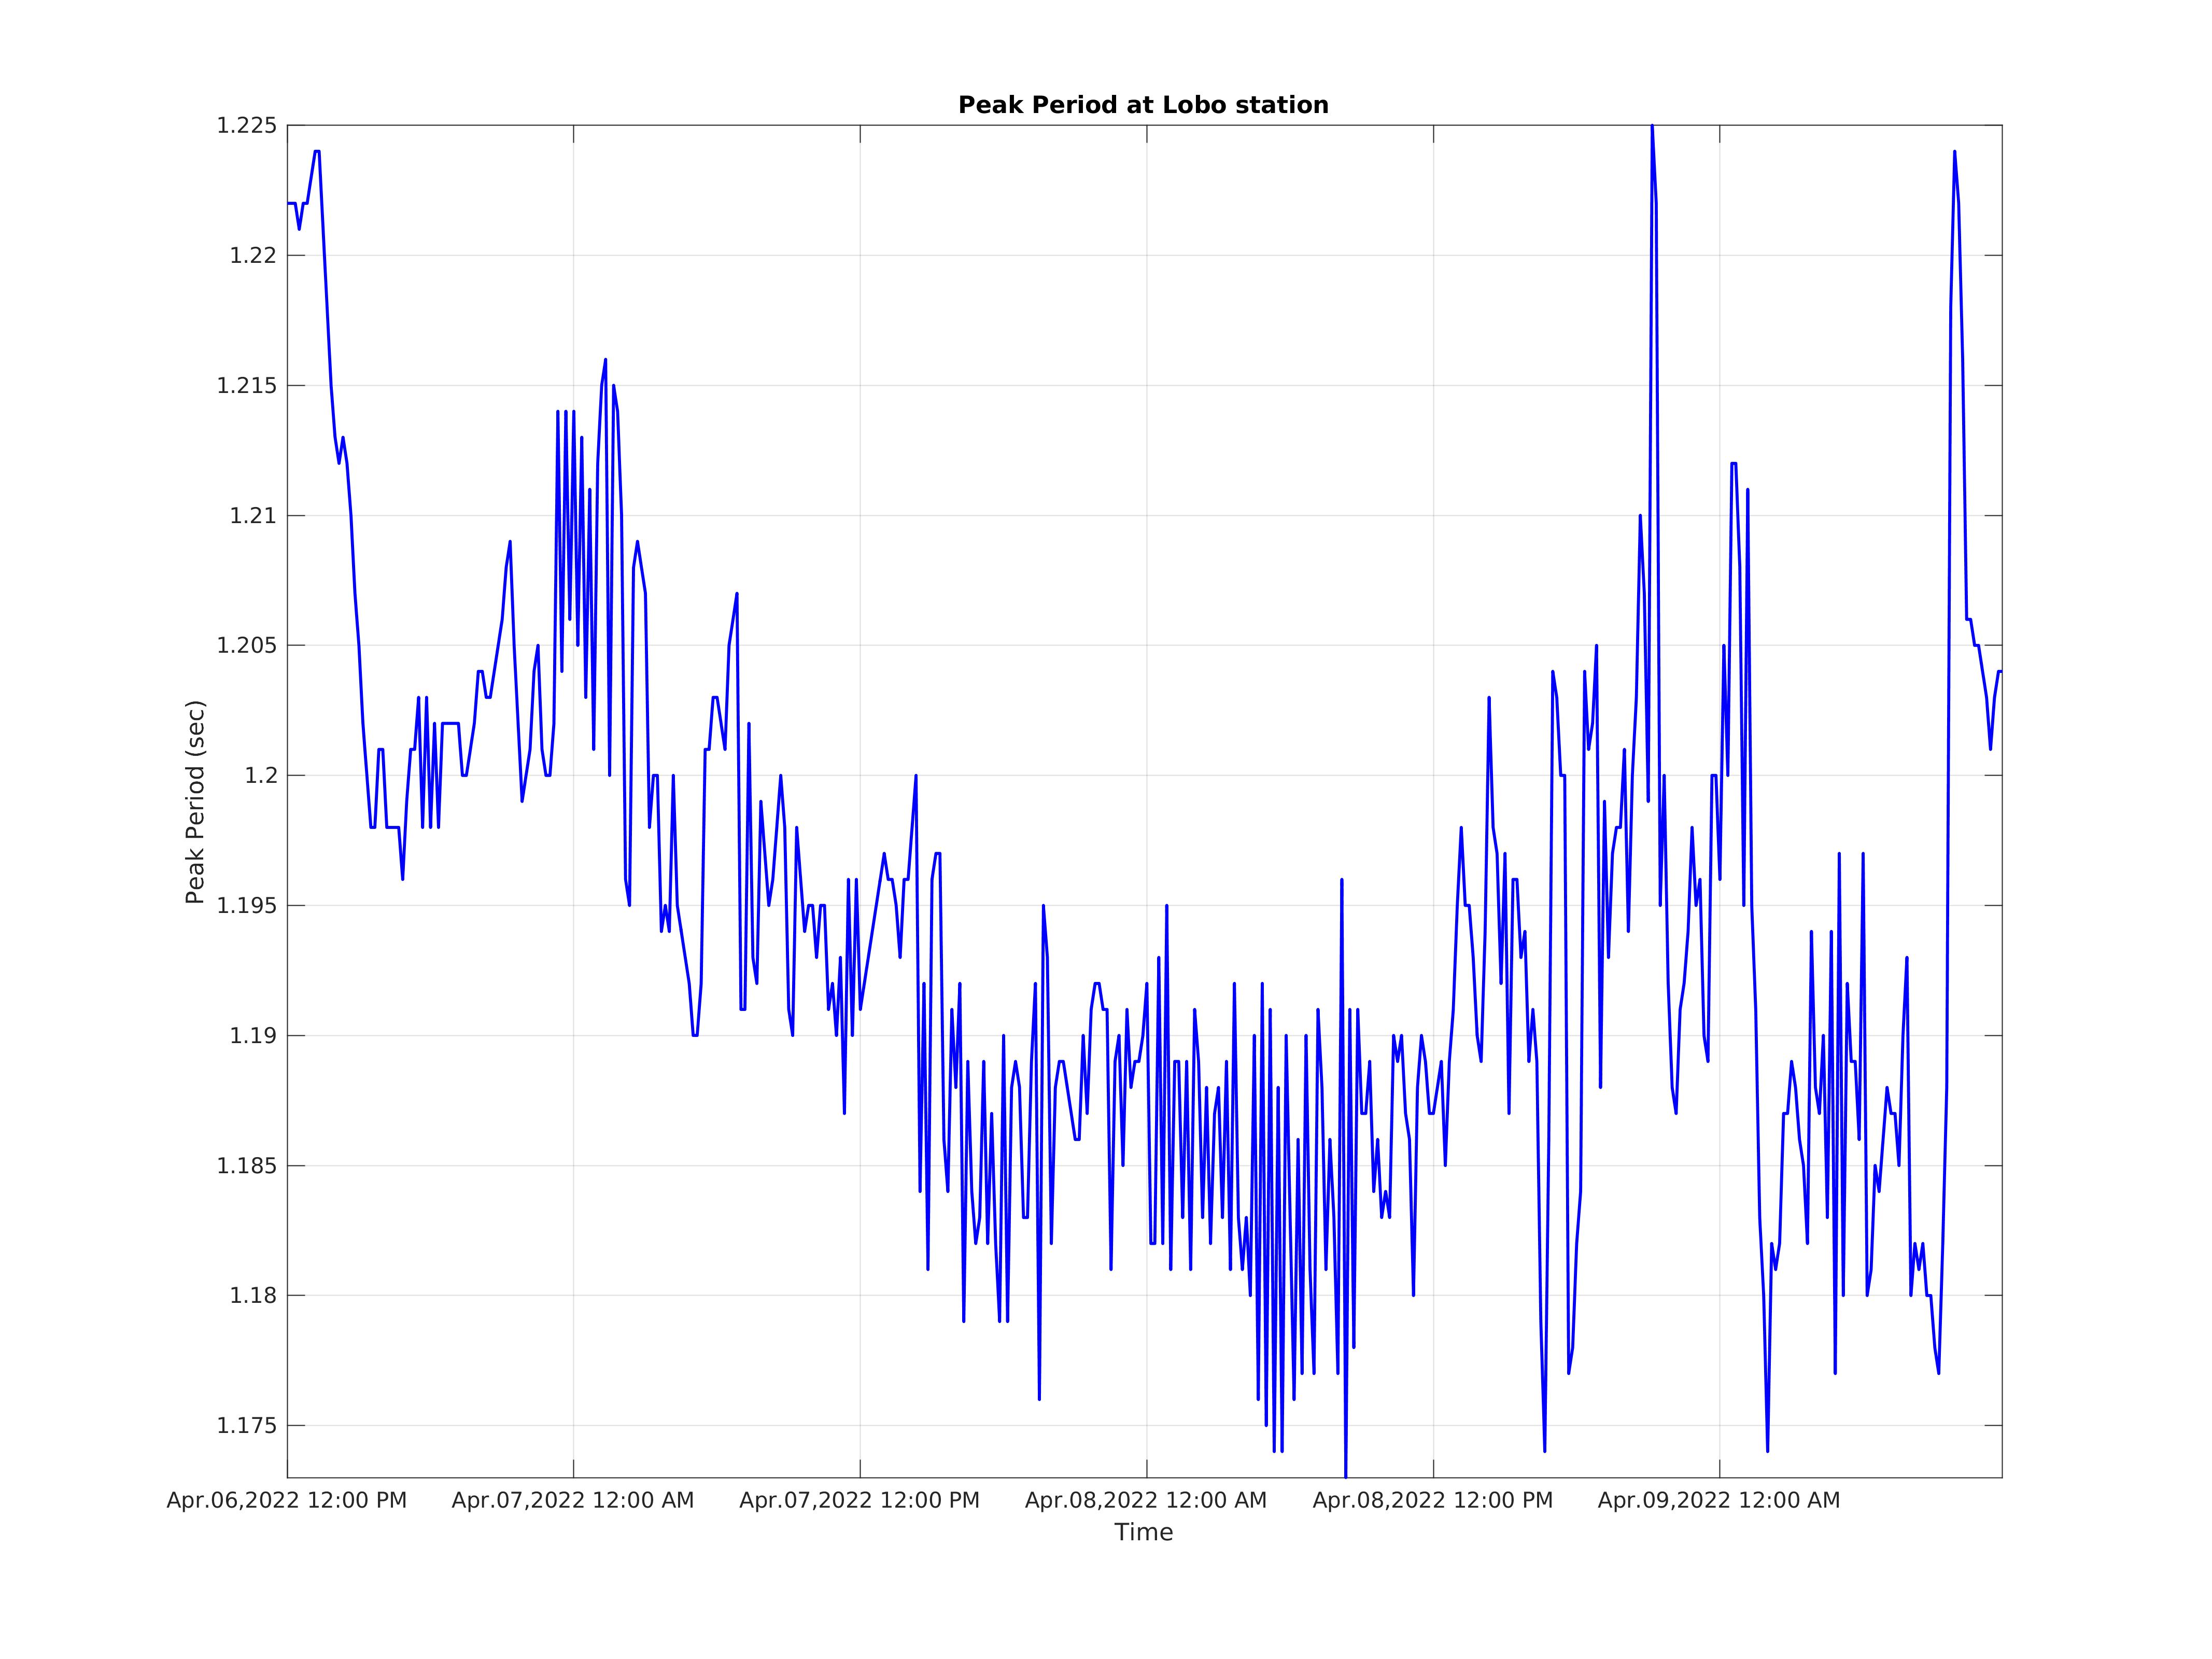 Peak Period at Lobo station
1.225
1.22
1.215
1.21
1.205
1.2
1.195
1.19
1.185
1.18
1.175
Peak Period (sec)
Apr.06,2022 12:00 PM Apr.07,2022 12:00 AM Apr.07,2022 12:00 PM Apr.08,2022 12:00 AM Apr.08,2022 12:00 PM Apr.09,2022 12:00 AM
Time